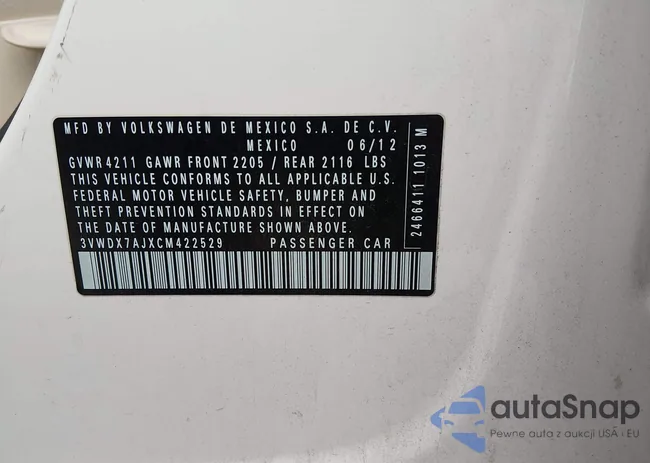 MFD BY VOLKSWAGEN DE MEXICO S.A. DE C.V.
MEXICO 06/12
GVWR 4211 GAWR FRONT 2205 / REAR 2116 LBS
THIS VEHICLE CONFORMS TO ALL APPLICABLE U.S.
FEDERAL MOTOR VEHICLE SAFETY, BUMPER AND
THEFT PREVENTION STANDARDS IN EFFECT ON
THE DATE OF MANUFACTURE SHOWN ABOVE.
3VWDX7AJXCM422529 PASSENGER CAR
2466411 1013 M
autoSnap
Pewne auta z aukcji USA - EU